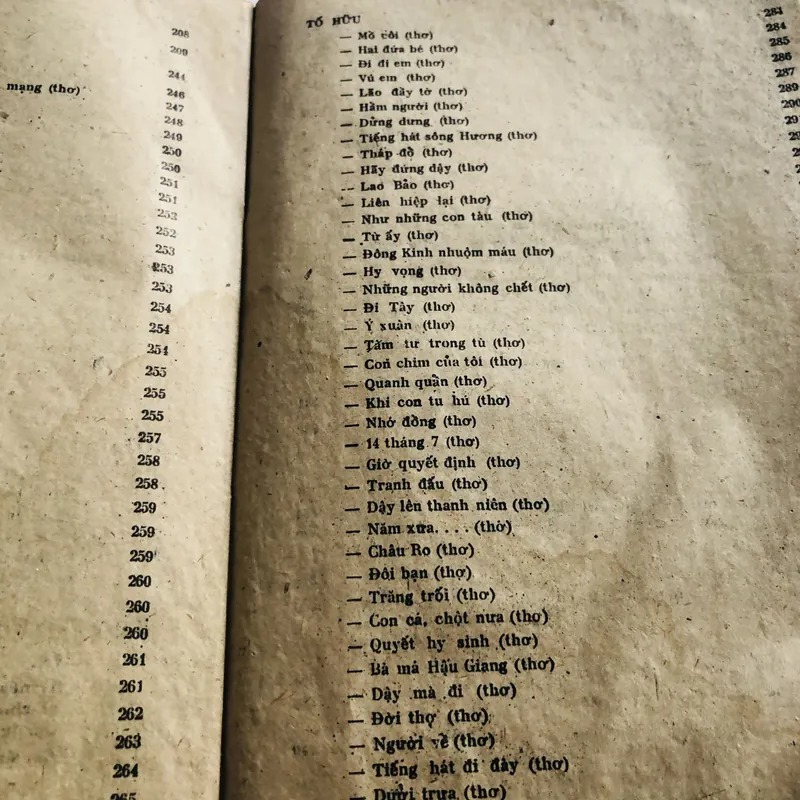 208
209
244
mạng (thơ)
246
247
248
249
250
250
251
251
252
252
253
253
253
254
254
254
255
255
255
257
258
258
259
259
259
260
260
260
261
261
262
263
264
265
TỐ HỮU
— Mồ côi (thơ)
— Hai đứa bé (thơ)
— Đi đi em (thơ)
— Vú em (thơ)
— Lão đầy tờ (thơ)
— Hầm người (thơ)
— Dửng dưng (thơ)
— Tiếng hát sông Hương (thơ)
— Tháp đồ (thơ)
— Hãy đứng dậy (thơ)
— Lao Bảo (thơ)
— Liên hiệp lại (thơ)
— Như những con tàu (thơ)
— Từ ấy (thơ)
— Đông Kinh nhuộm máu (thơ)
— Hy vọng (thơ)
— Những người không chết (thơ)
— Đi Tây (thơ)
— Ý xuân (thơ)
— Tâm tư trong tù (thơ)
— Con chim của tôi (thơ)
— Quanh quẩn (thơ)
— Khi con tu hú (thơ)
— Nhớ đồng (thơ)
— 14 tháng 7 (thơ)
— Giờ quyết định (thơ)
— Tranh đấu (thơ)
— Dậy lên thanh niên (thơ)
— Năm xưa. . . . (thơ)
— Châu Ro (thơ)
— Đôi bạn (thơ)
— Trăng trối (thơ)
— Con cá, chột nưa (thơ)
— Quyết hy sinh (thơ)
— Bà má Hậu Giang (thơ)
— Dậy mà đi (thơ)
— Đời thợ (thơ)
— Người về (thơ)
— Tiếng hát đi đày (thơ)
— Dưới trưa (thơ)
283
284
285
286
287
289
290